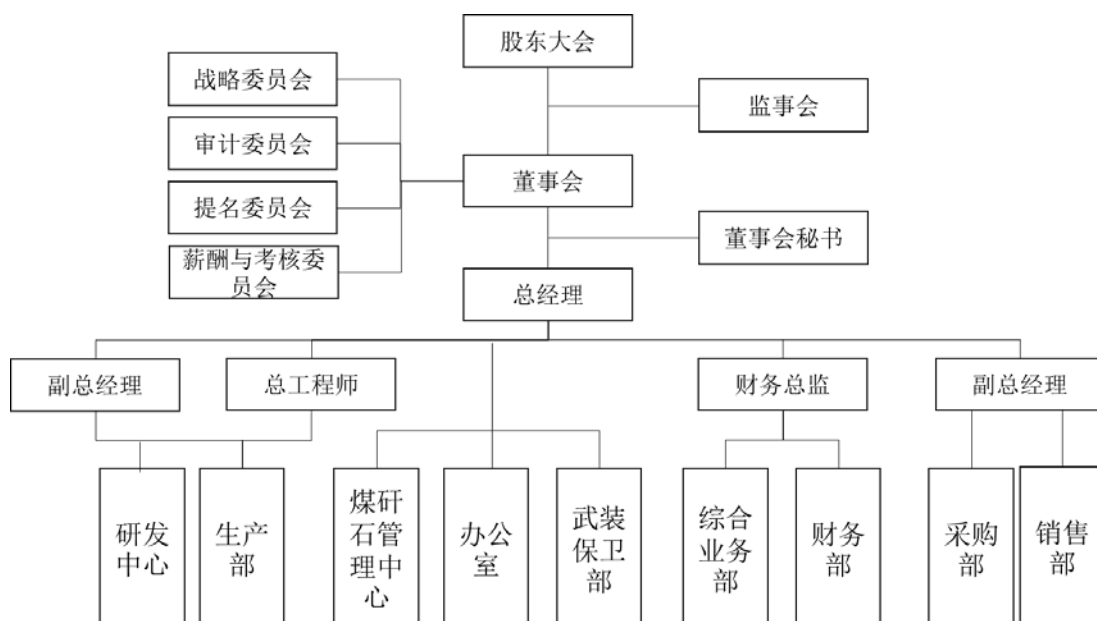 股东大会
战略委员会
监事会
审计委员会
董事会
提名委员会
董事会秘书
薪酬与考核委
员会
总经理
副总经理
总工程师
财务总监
副总经理
研发
中心
生产
部
煤矸
石管
理中
心
办公
室
武装
保卫
部
综合
业务
部
财务
部
采购
部
销售
部